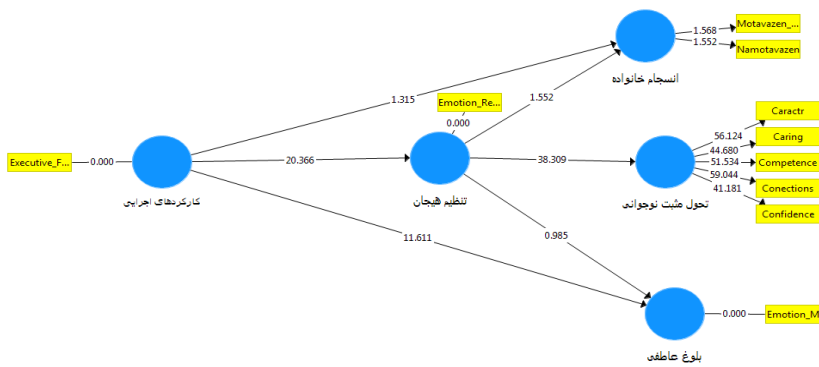 Motavazen_...
1.568
1.552
Namotavazen
انسجام خانواده
1.315
1.552
Emotion_Re...
0.000
Caractr
56.124
Caring
44.680
Executive_F...
0.000
20.366
38.309
51.534
Competence
59.044
Conections
41.181
Confidence
کارکردهای اجرایی
تنظیم هیجان
تحول مثبت نوجوانی
11.611
0.985
0.000
Emotion_M
بلوغ عاطفی